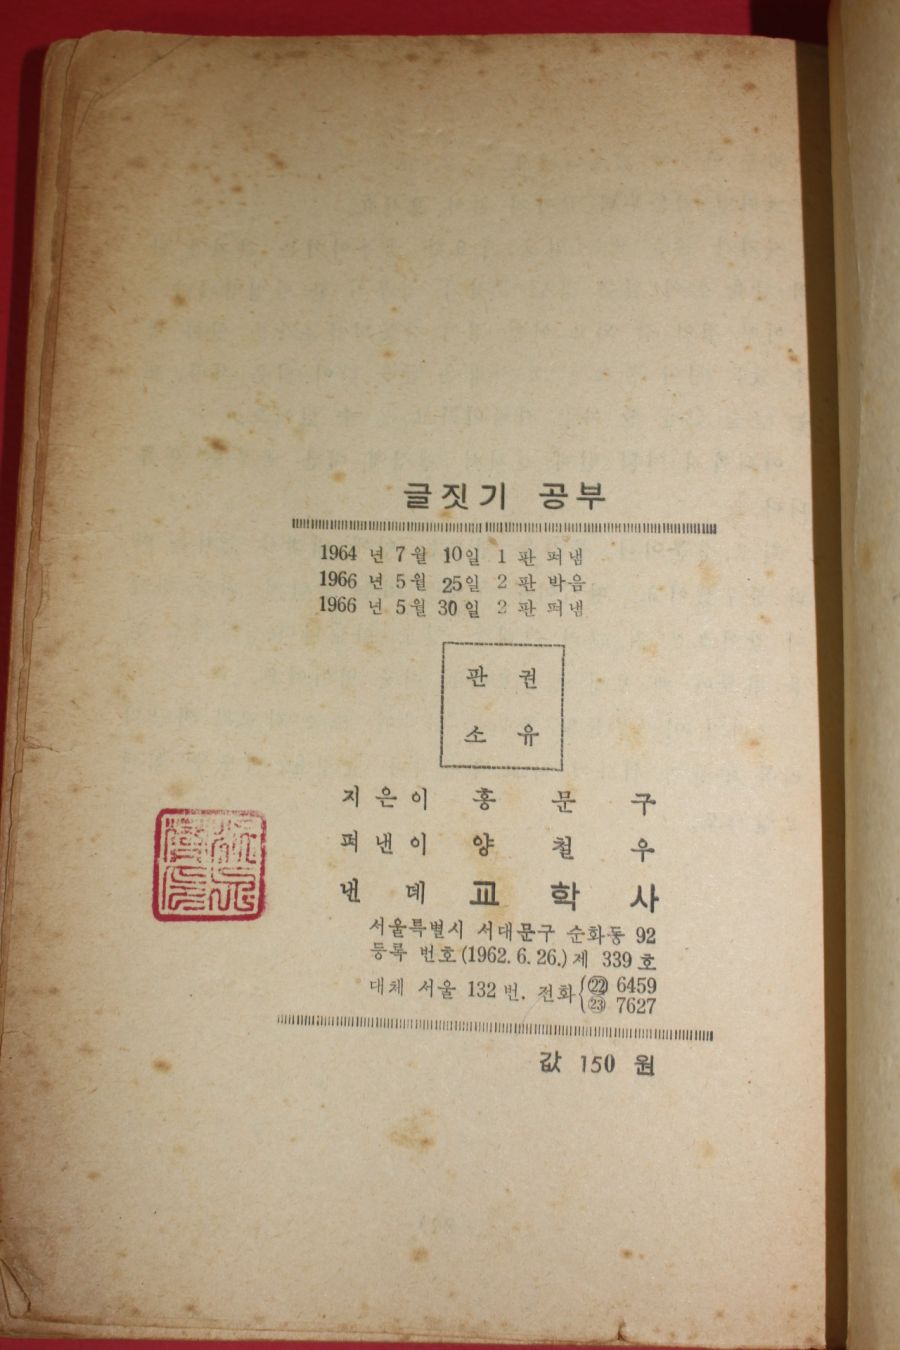 글짓기 공부
1964 년 7월 10일 1 판 펴냄
1966 년 5월 25일 2 판 박음
1966 년 5월 30일 2 판 펴냄
판 권
소 유
지 은 이 홍 문 구
펴 낸 이 양 철 우
낸 데 교 학 사
서울특별시 서대문구 순화동 92
등록 번호(1962. 6. 26.) 제 339 호
대체 서울 132 번. 전화 ㉒ 6459
㉓ 7627
값 150 원